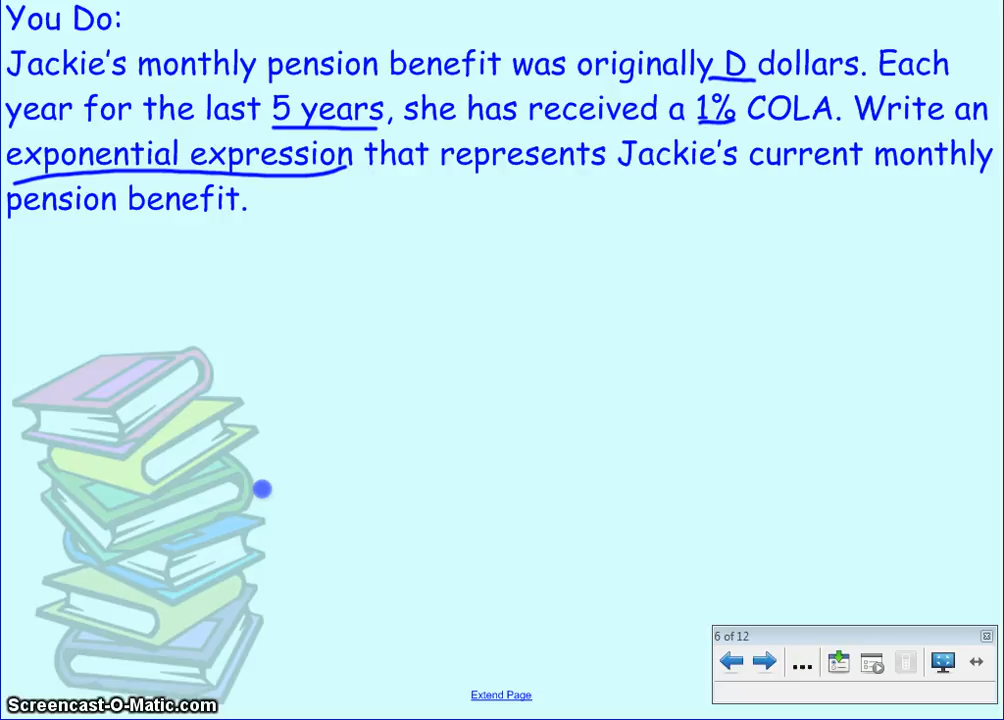 You Do:
Jackie's monthly pension benefit was originally D dollars. Each
year for the last 5 years, she has received a 1% COLA. Write an
exponential expression that represents Jackie's current monthly
pension benefit.
6 of 12
...
Extend Page
Screencast-O-Matic.com